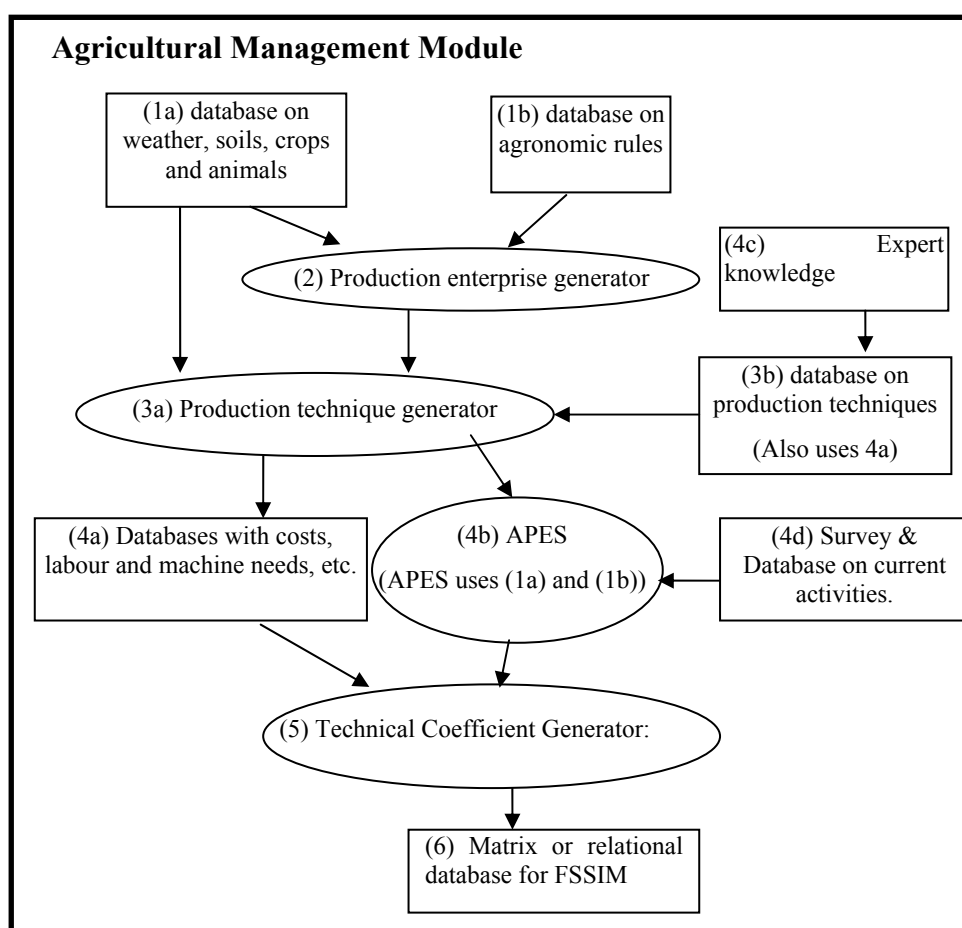 Agricultural Management Module
(1a) database on
weather, soils, crops
and animals
(1b) database on
agronomic rules
(2) Production enterprise generator
(4c) Expert
knowledge
(3a) Production technique generator
(3b) database on
production techniques
(Also uses 4a)
(4a) Databases with costs,
labour and machine needs, etc.
(4b) APES
(APES uses (1a) and (1b))
(4d) Survey &
Database on current
activities.
(5) Technical Coefficient Generator:
(6) Matrix or relational
database for FSSIM